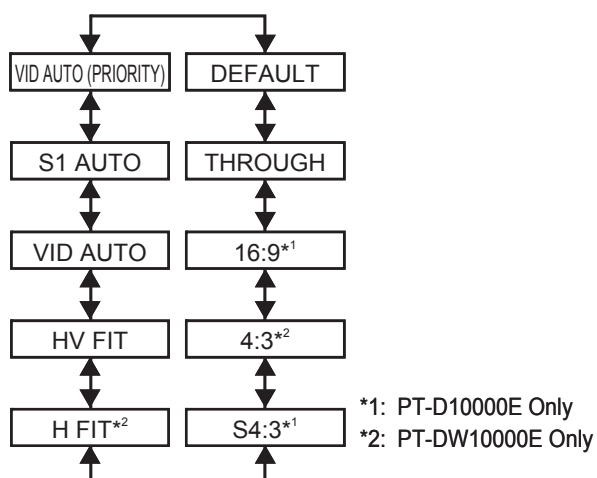 VID AUTO (PRIORITY)
DEFAULT
S1 AUTO
THROUGH
VID AUTO
16:9*1
HV FIT
4:3*2
H FIT*2
S4:3*1
*1: PT-D10000E Only
*2: PT-DW10000E Only